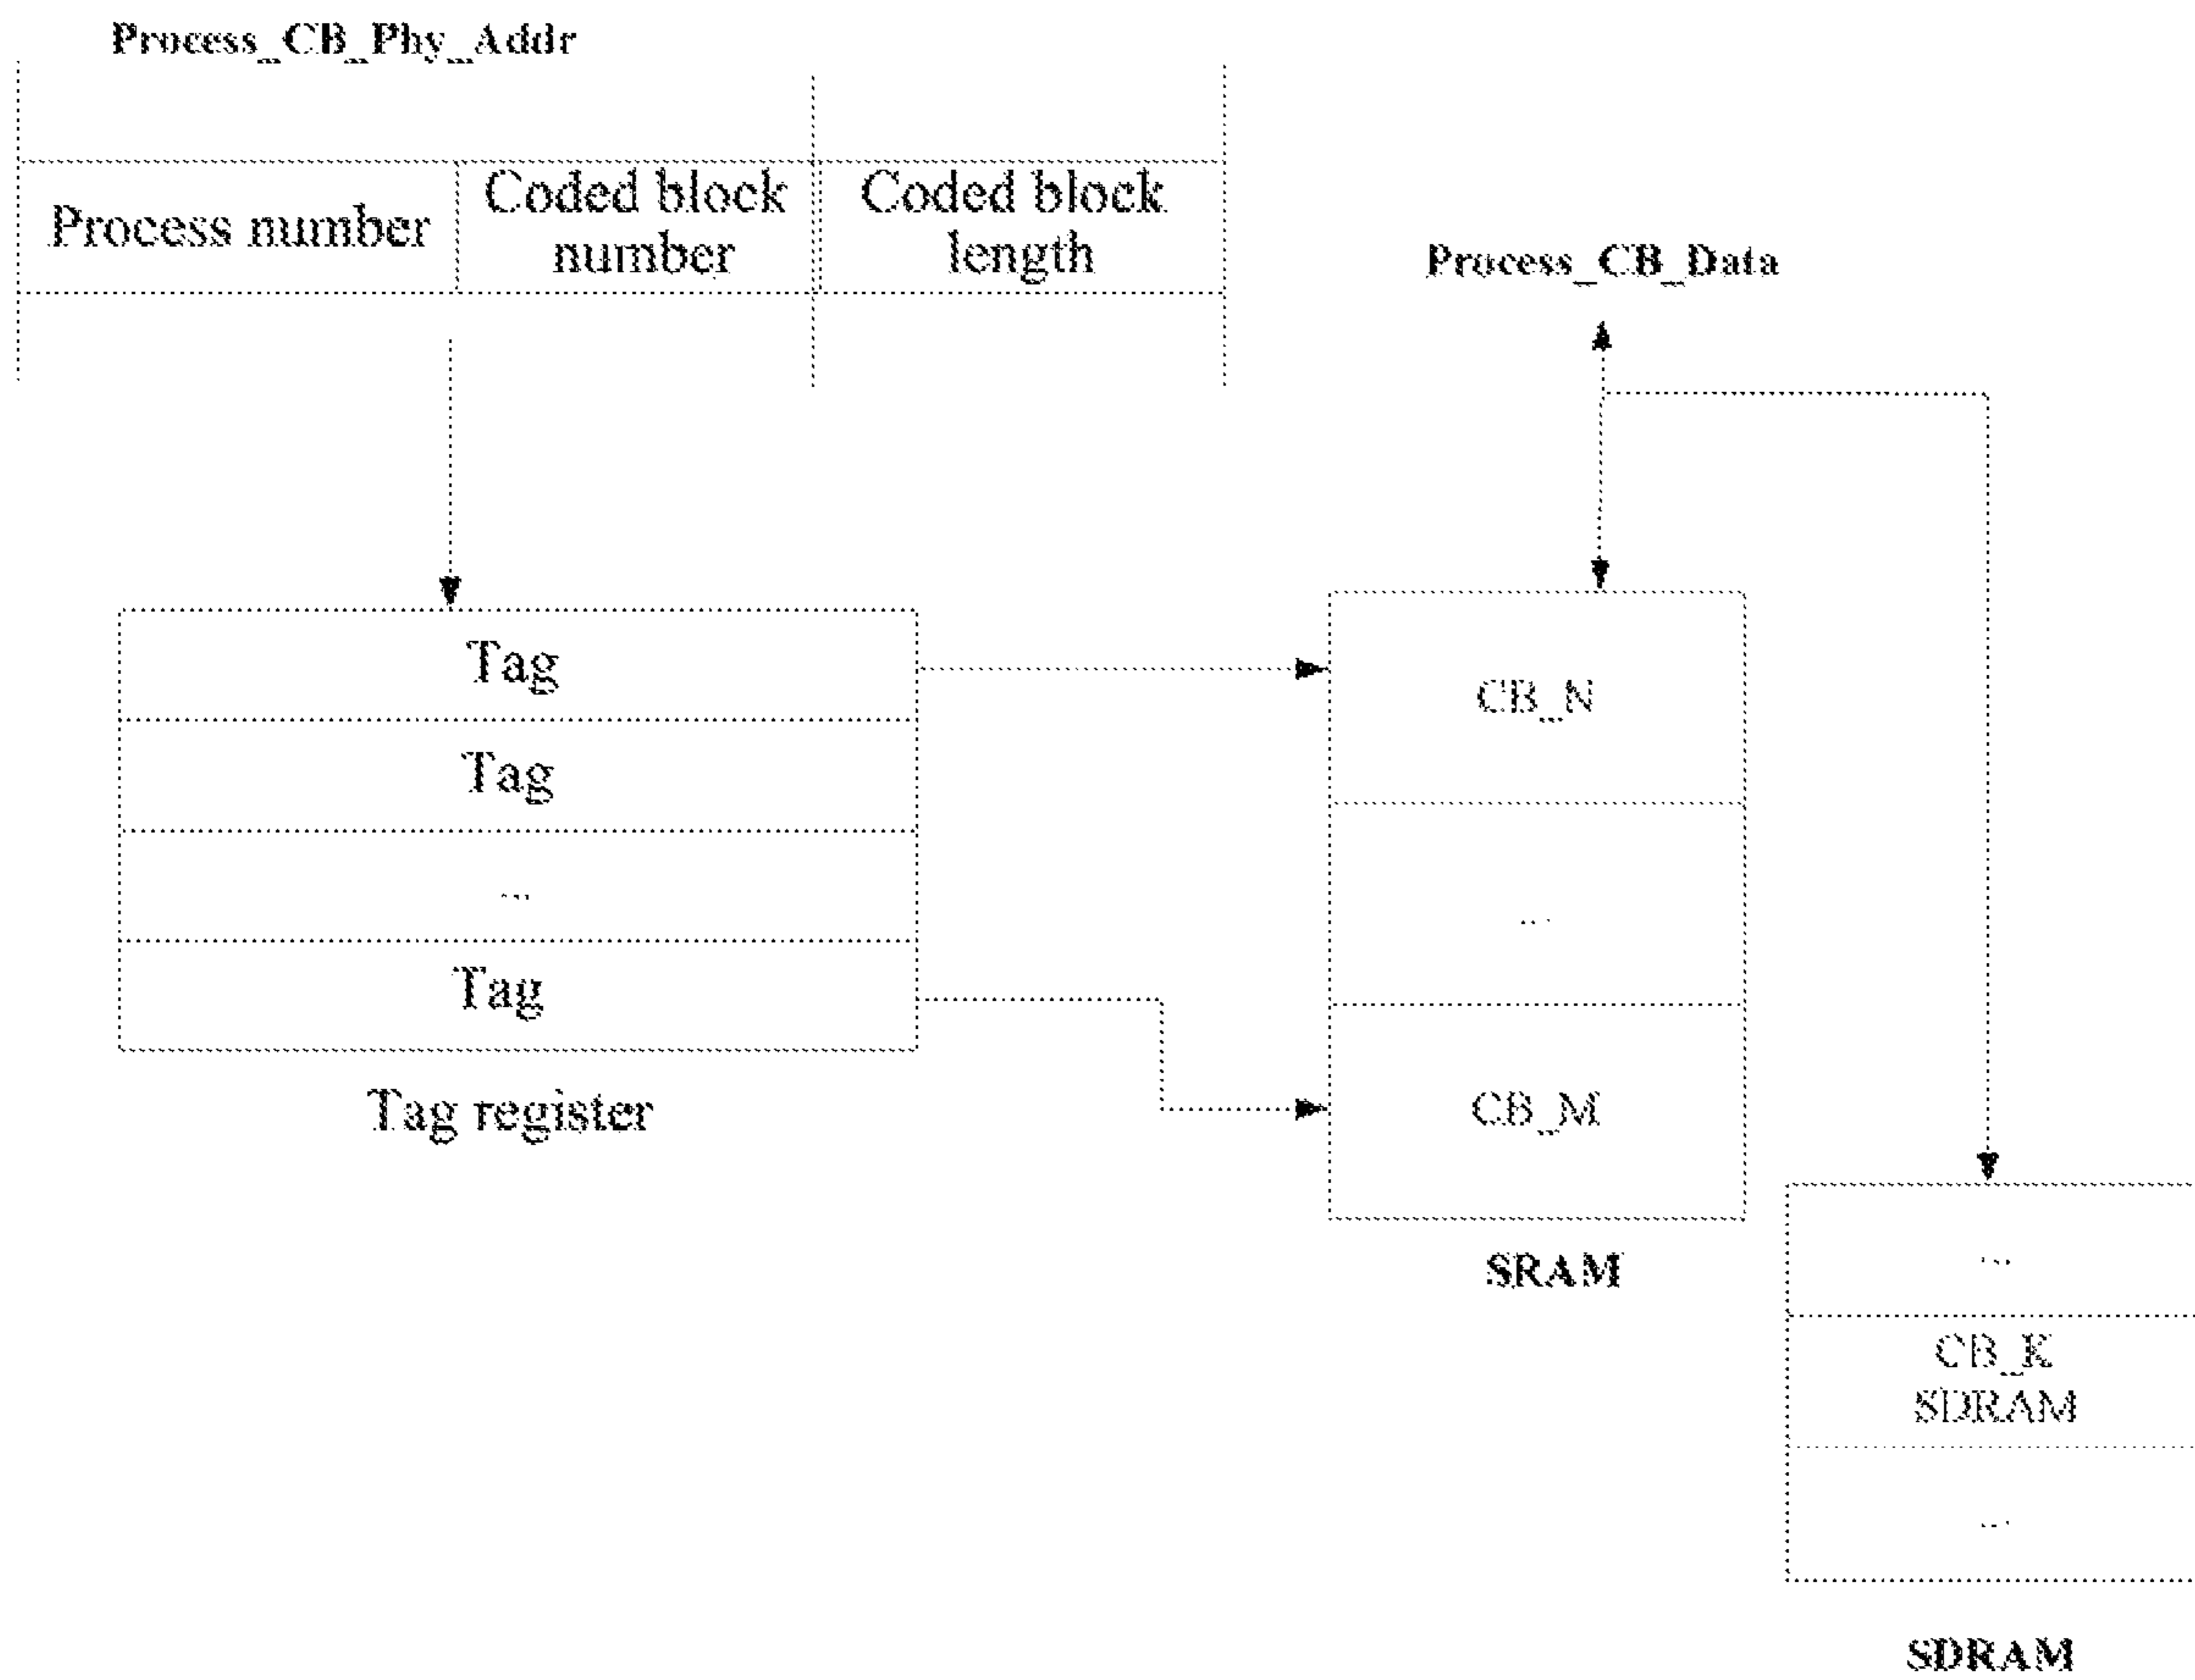 Process_CB_Phy_Addr
Process number
Coded block
number
Coded block
length
Process_CB_Data
Tag
Tag
...
Tag
Tag register
CB_N
...
CB_M
SRAM
...
CB_K
SDRAM
...
SDRAM